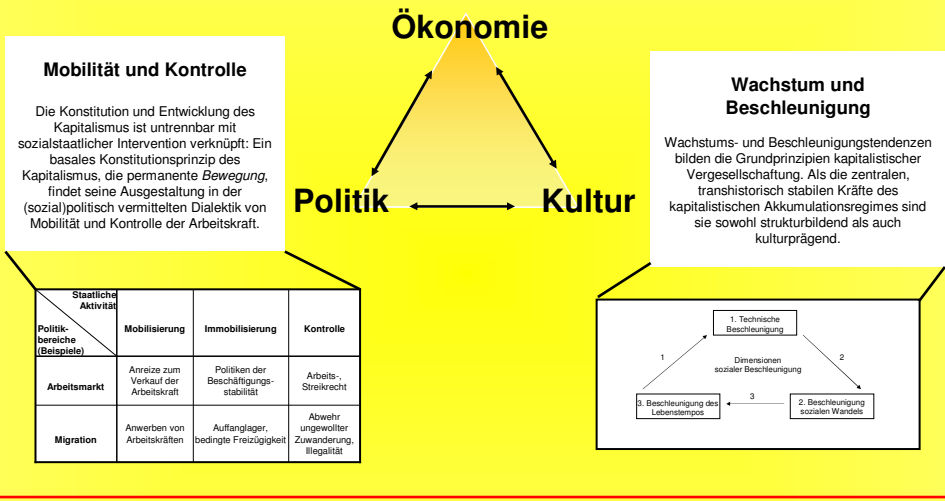 Ökonomie
Politik
Kultur
Mobilität und Kontrolle
Die Konstitution und Entwicklung des
Kapitalismus ist untrennbar mit
sozialstaatlicher Intervention verknüpft: Ein
basales Konstitutionsprinzip des
Kapitalismus, die permanente Bewegung,
findet seine Ausgestaltung in der
(sozial)politisch vermittelten Dialektik von
Mobilität und Kontrolle der Arbeitskraft.
Wachstum und
Beschleunigung
Wachstums- und Beschleunigungstendenzen
bilden die Grundprinzipien kapitalistischer
Vergesellschaftung. Als die zentralen,
transhistorisch stabilen Kräfte des
kapitalistischen Akkumulationsregimes sind
sie sowohl strukturbildend als auch
kulturprägend.
Staatliche
Aktivität
Politik-
bereiche
(Beispiele)
Mobilisierung
Immobilisierung
Kontrolle
Arbeitsmarkt
Anreize zum
Verkauf der
Arbeitskraft
Politiken der
Beschäftigungs-
stabilität
Arbeits-,
Streikrecht
Migration
Anwerben von
Arbeitskräften
Auffanglager,
bedingte Freizügigkeit
Abwehr
ungewollter
Zuwanderung,
Illegalität
1. Technische
Beschleunigung
1
Dimensionen
sozialer Beschleunigung
2
3. Beschleunigung des
Lebenstempos
3
2. Beschleunigung
sozialen Wandels